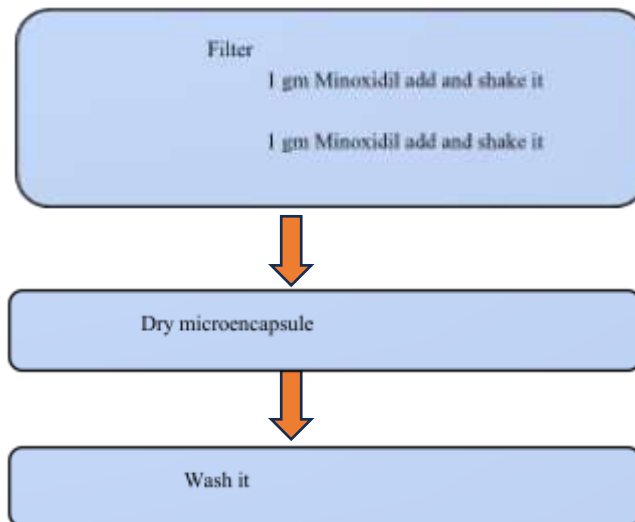 Filter
1 gm Minoxidil add and shake it
1 gm Minoxidil add and shake it
Dry microencapsule
Wash it